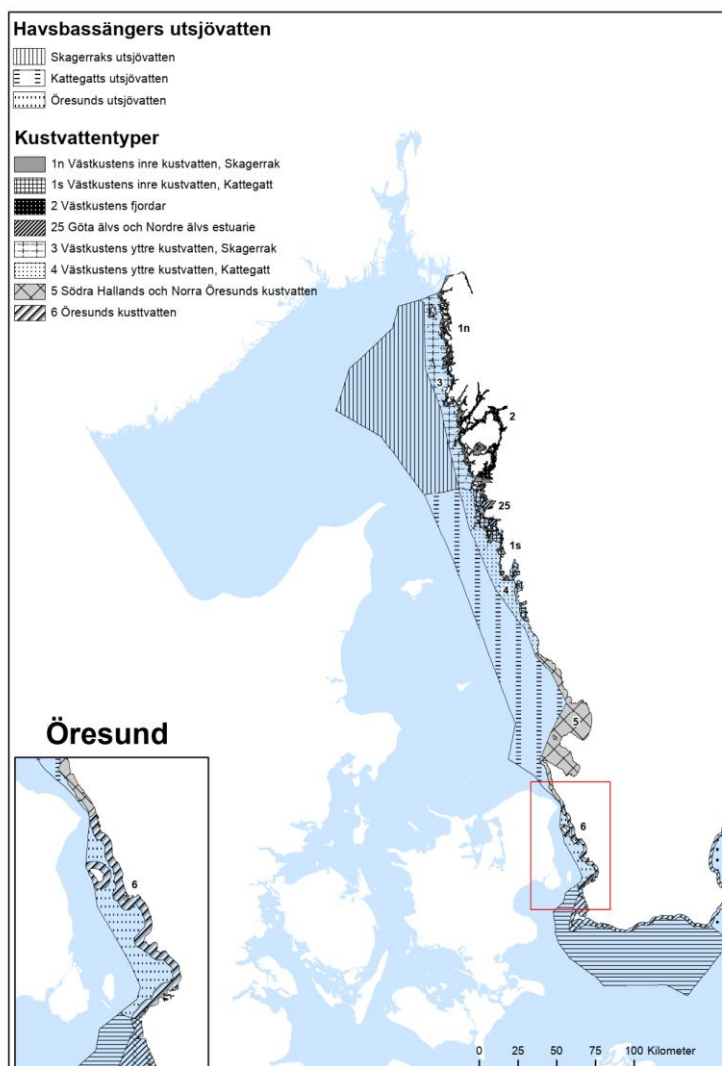 Havsbassängers utsjövatten
Skagerraks utsjövatten
Kattegatts utsjövatten
Öresunds utsjövatten
Kustvattentyper
1n Västkustens inre kustvatten, Skagerrak
1s Västkustens inre kustvatten, Kattegatt
2 Västkustens fjordar
25 Göta älvs och Nordre älvs estuarie
3 Västkustens yttre kustvatten, Skagerrak
4 Västkustens yttre kustvatten, Kattegatt
5 Södra Hallands och Norra Öresunds kustvatten
6 Öresunds kusttvatten
1n
3
2
25
1s
4
5
6
Öresund
6
0 25 50 75 100 Kilometer